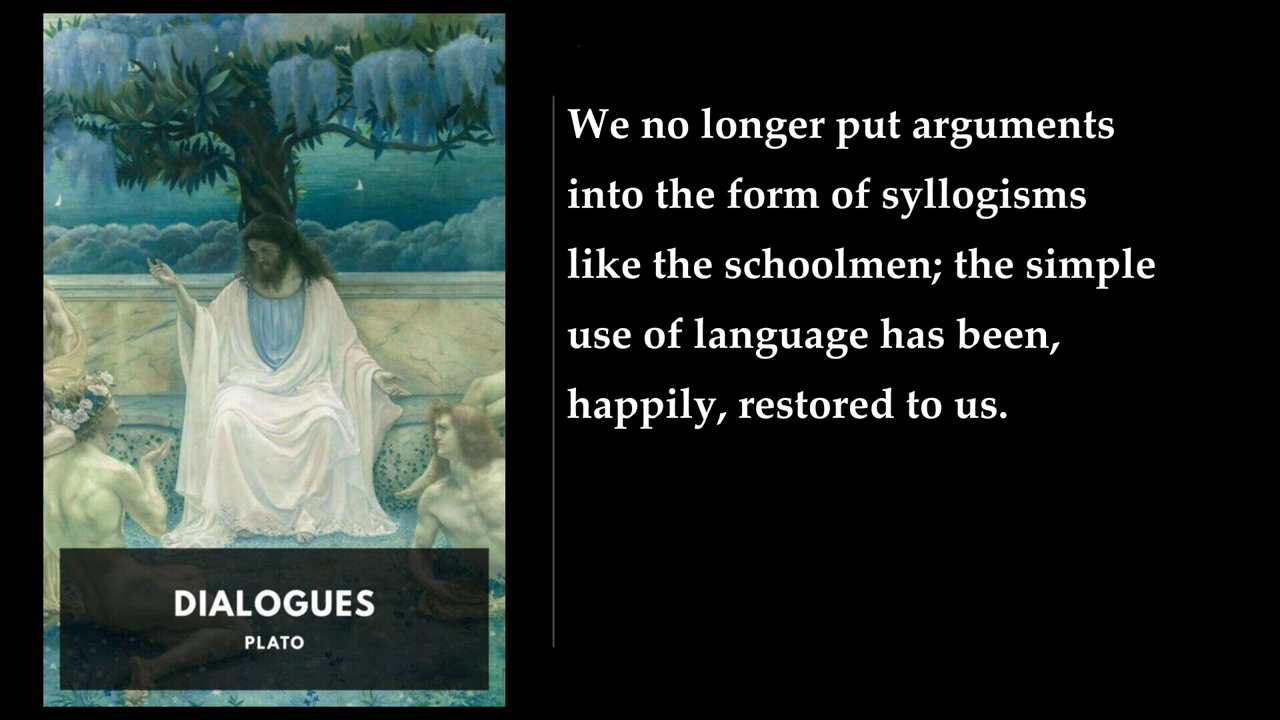 We no longer put arguments
into the form of syllogisms
like the schoolmen; the simple
use of language has been,
happily, restored to us.
DIALOGUES
PLATO